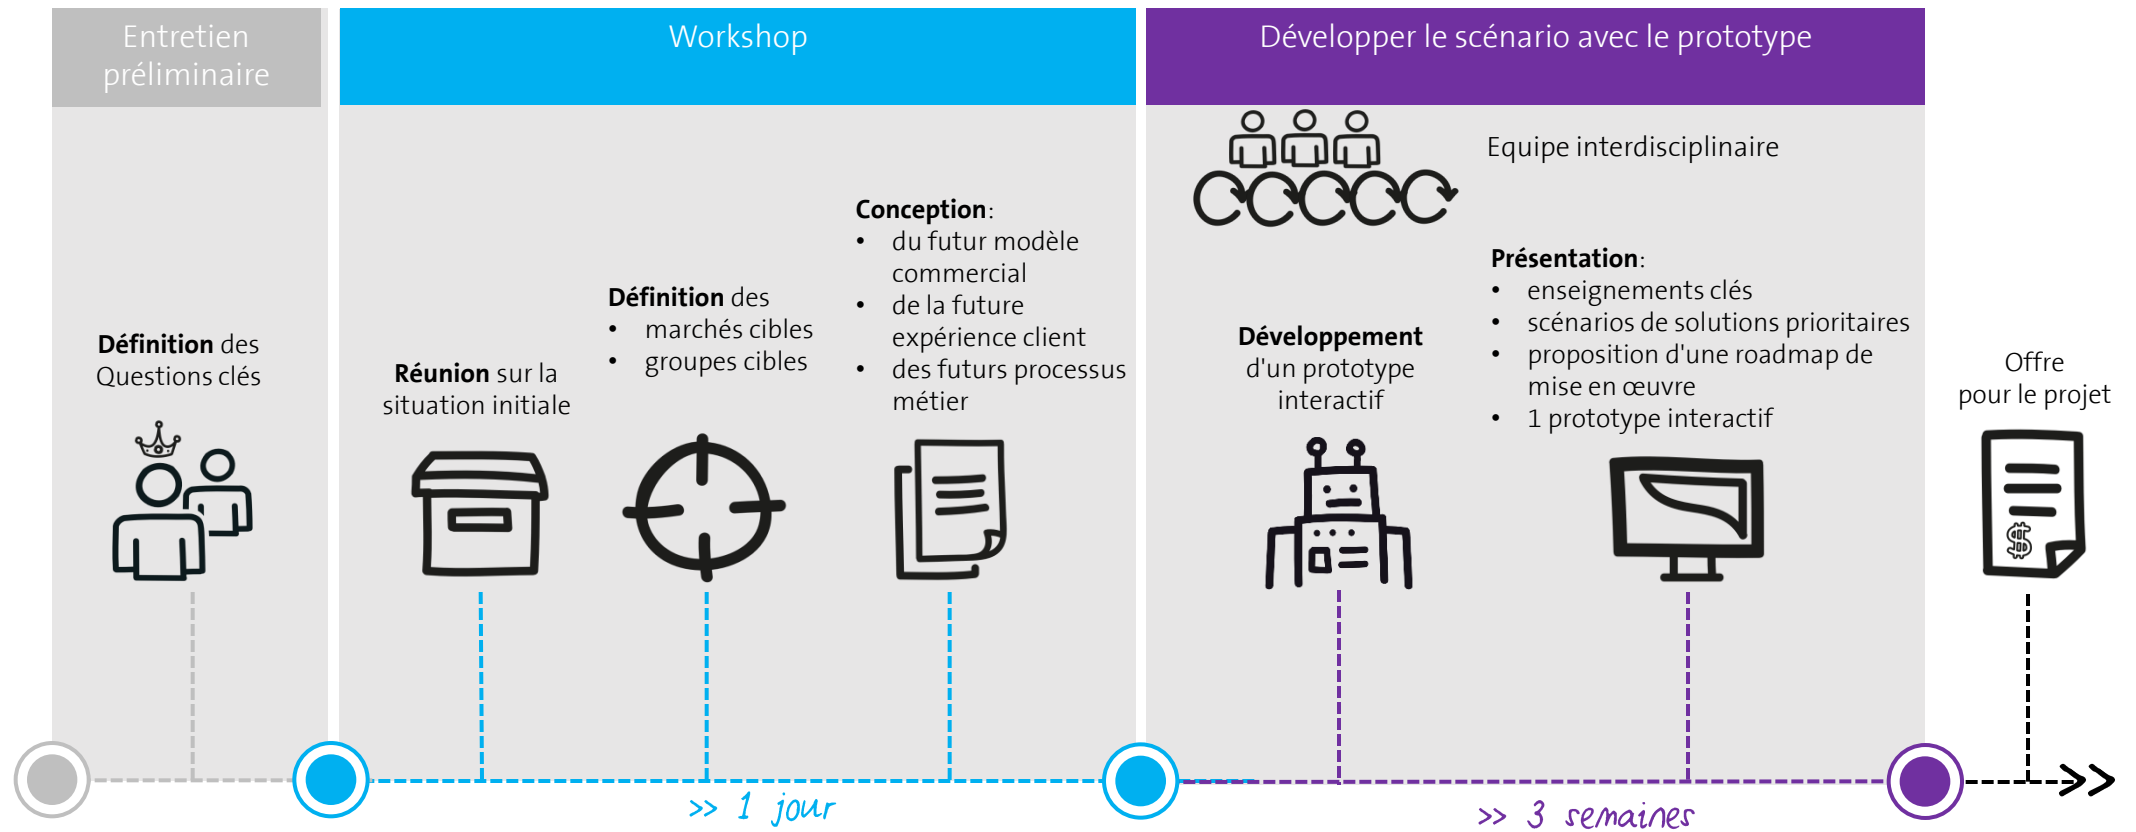 Entretien
préliminaire
Définition des
Questions clés
Workshop
Réunion sur la
situation initiale
Définition des
• marchés cibles
• groupes cibles
Conception:
• du futur modèle
commercial
• de la future
expérience client
• des futurs processus
métier
>> 1 jour
Développer le scénario avec le prototype
Equipe interdisciplinaire
Développement
d'un prototype
interactif
Présentation:
• enseignements clés
• scénarios de solutions prioritaires
• proposition d'une roadmap de
mise en œuvre
• 1 prototype interactif
>> 3 semaines
Offre
pour le projet
$